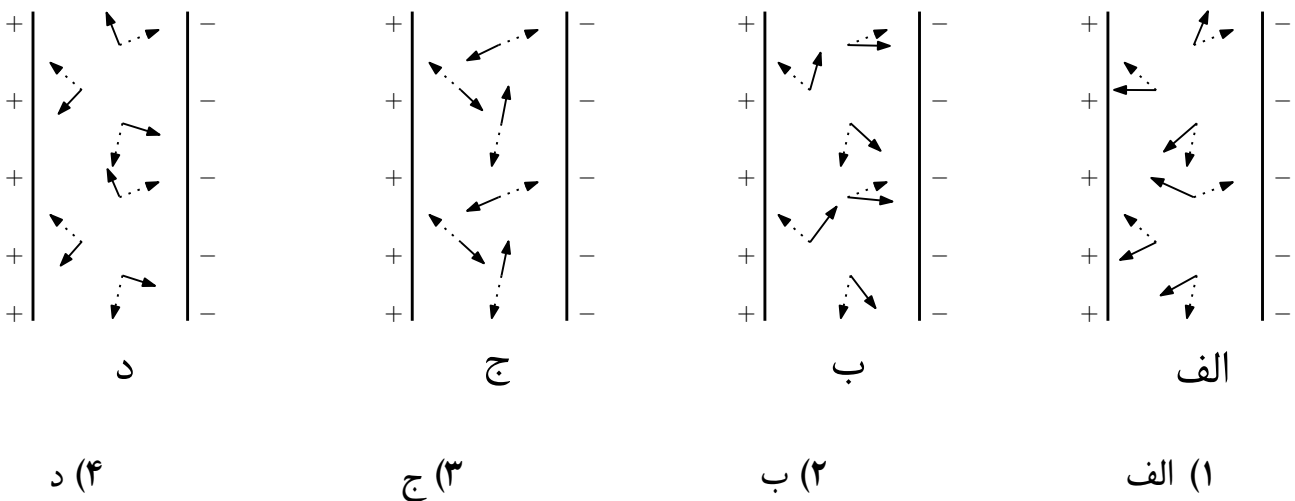 + − + − + − + −
+ − + − + − + −
+ − + − + − + −
+ − + − + − + −
+ − + − + − + −
الف ب ج د
۱) الف ۲) ب ۳) ج ۴) د